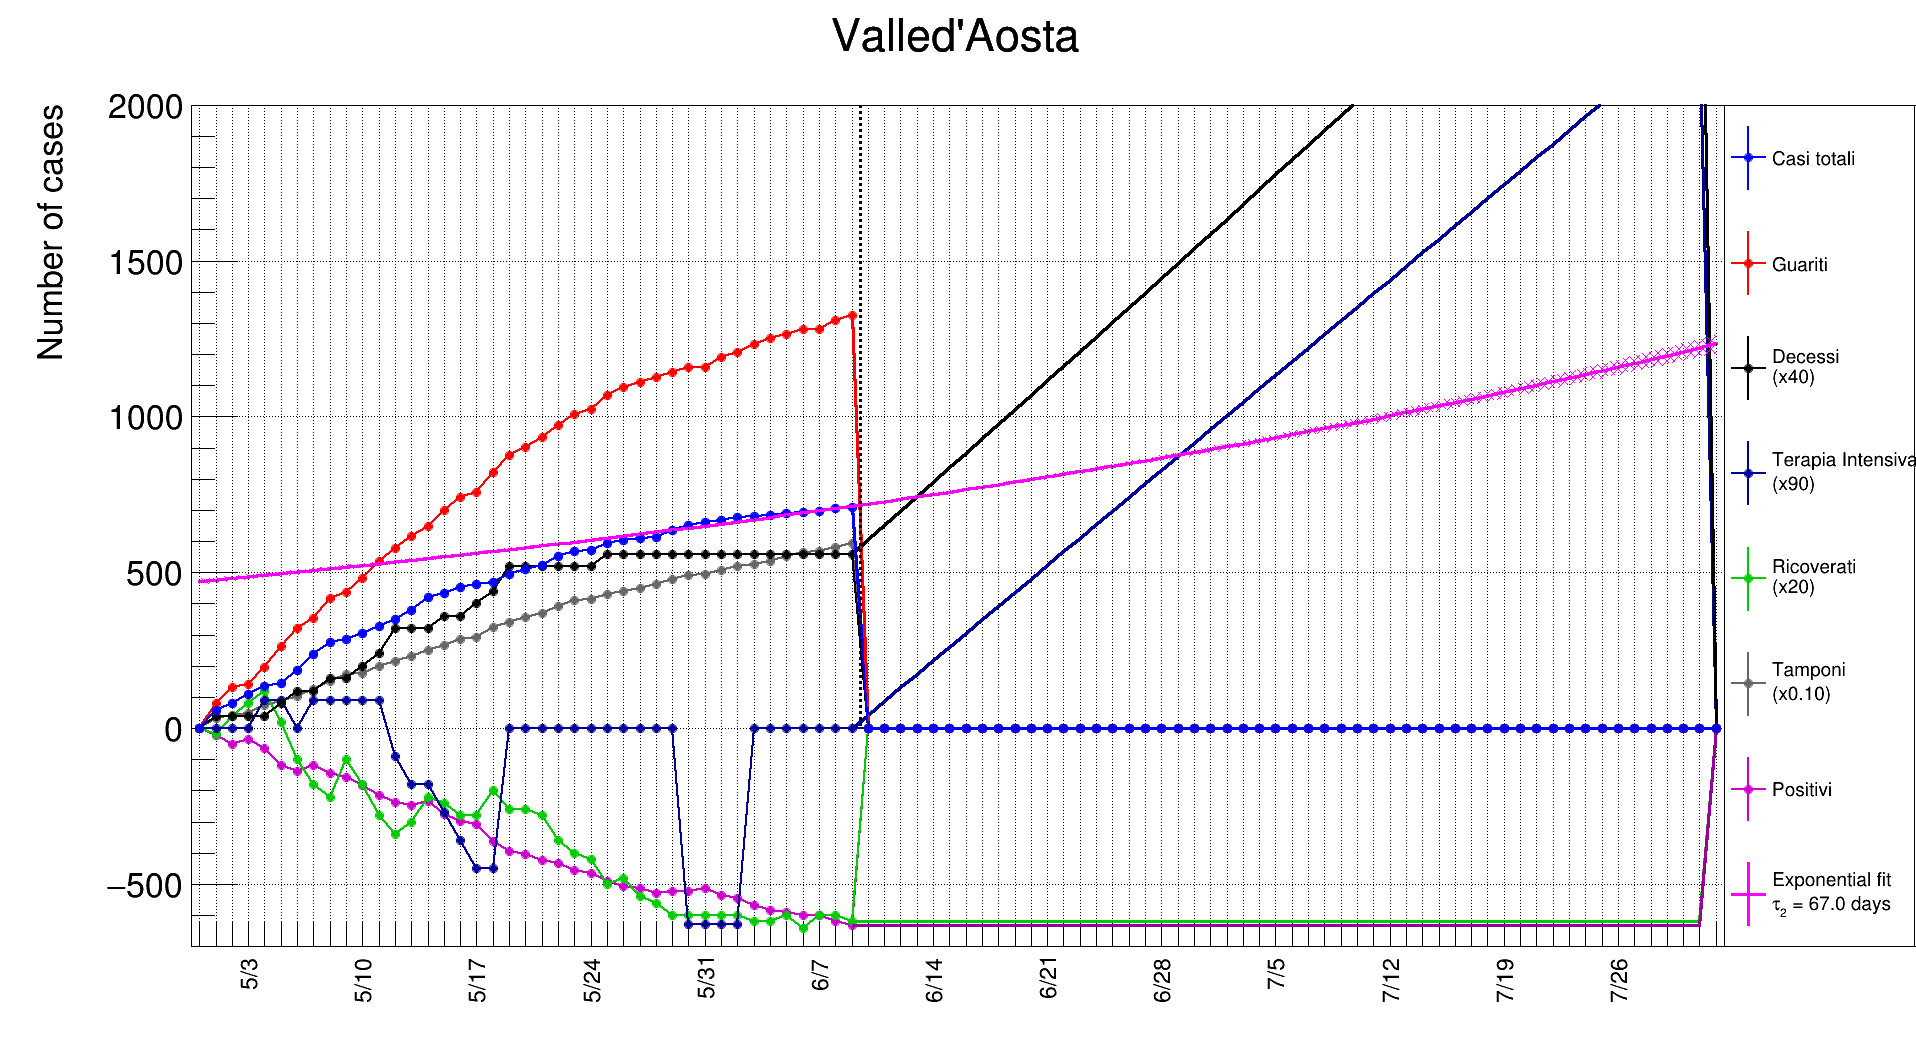 Valled'Aosta
Number of cases
2000
1500
1000
500
0
−500
5/3
5/10
5/17
5/24
5/31
6/7
6/14
6/21
6/28
7/5
7/12
7/19
7/26
Casi totali
Guariti
Decessi
(x40)
Terapia Intensiva
(x90)
Ricoverati
(x20)
Tamponi
(x0.10)
Positivi
Exponential fit
τ2 = 67.0 days